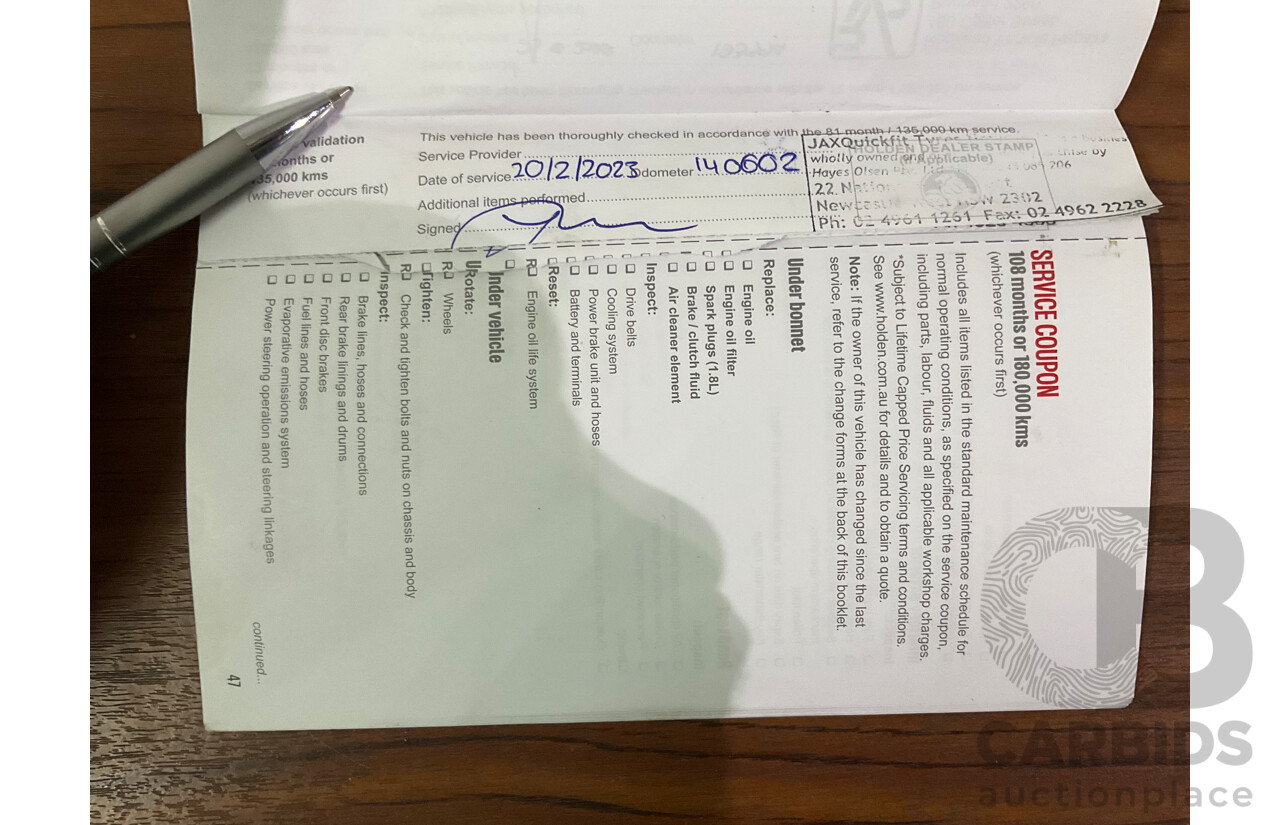 This vehicle has been thoroughly checked in accordance with the 81 month / 135,000 km service.
validation
onths or
35,000 kms
(whichever occurs first)
Service Provider
Date of service 20/2/2023 Odometer 140602
Additional items performed
Signed
HOLDEN DEALER STAMP
(if applicable)
JAXQuickfit Tyres
wholly owned
by
Hayes Olsen Pty. Ltd.
206
22
NSW 2302
Ph: 02 4961 1261 Fax: 02 4962 2228
SERVICE COUPON
108 months or 180,000 kms
(whichever occurs first)
Includes all items listed in the standard maintenance schedule for
normal operating conditions, as specified on the service coupon,
including parts, labour, fluids and all applicable workshop charges.
*Subject to Lifetime Capped Price Servicing terms and conditions.
See www.holden.com.au for details and to obtain a quote.
Note: If the owner of this vehicle has changed since the last
service, refer to the change forms at the back of this booklet.
Under bonnet
Replace:
Engine oil
Engine oil filter
Spark plugs (1.8L)
Brake / clutch fluid
Air cleaner element
Inspect:
Drive belts
Cooling system
Power brake unit and hoses
Battery and terminals
Reset:
Engine oil life system
Under vehicle
Rotate:
Wheels
Tighten:
Check and tighten bolts and nuts on chassis and body
Inspect:
Brake lines, hoses and connections
Rear brake linings and drums
Front disc brakes
Fuel lines and hoses
Evaporative emissions system
Power steering operation and steering linkages
continued...
47
CARBIDS
auctionplace